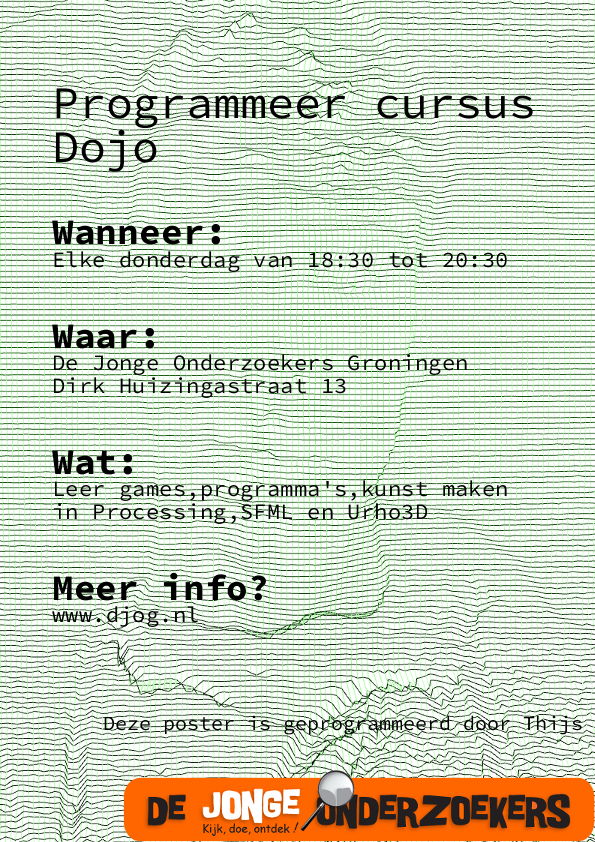 Programmeer cursus
Dojo
Wanneer:
Elke donderdag van 18:30 tot 20:30
Waar:
De Jonge Onderzoekers Groningen
Dirk Huizingastraat 13
Wat:
Leer games,programma's,kunst maken
in Processing,SFML en Urho3D
Meer info?
www.djog.nl
Deze poster is geprogrammeerd door Thijs
DE JONGE ONDERZOEKERS
Kijk, doe, ontdek !